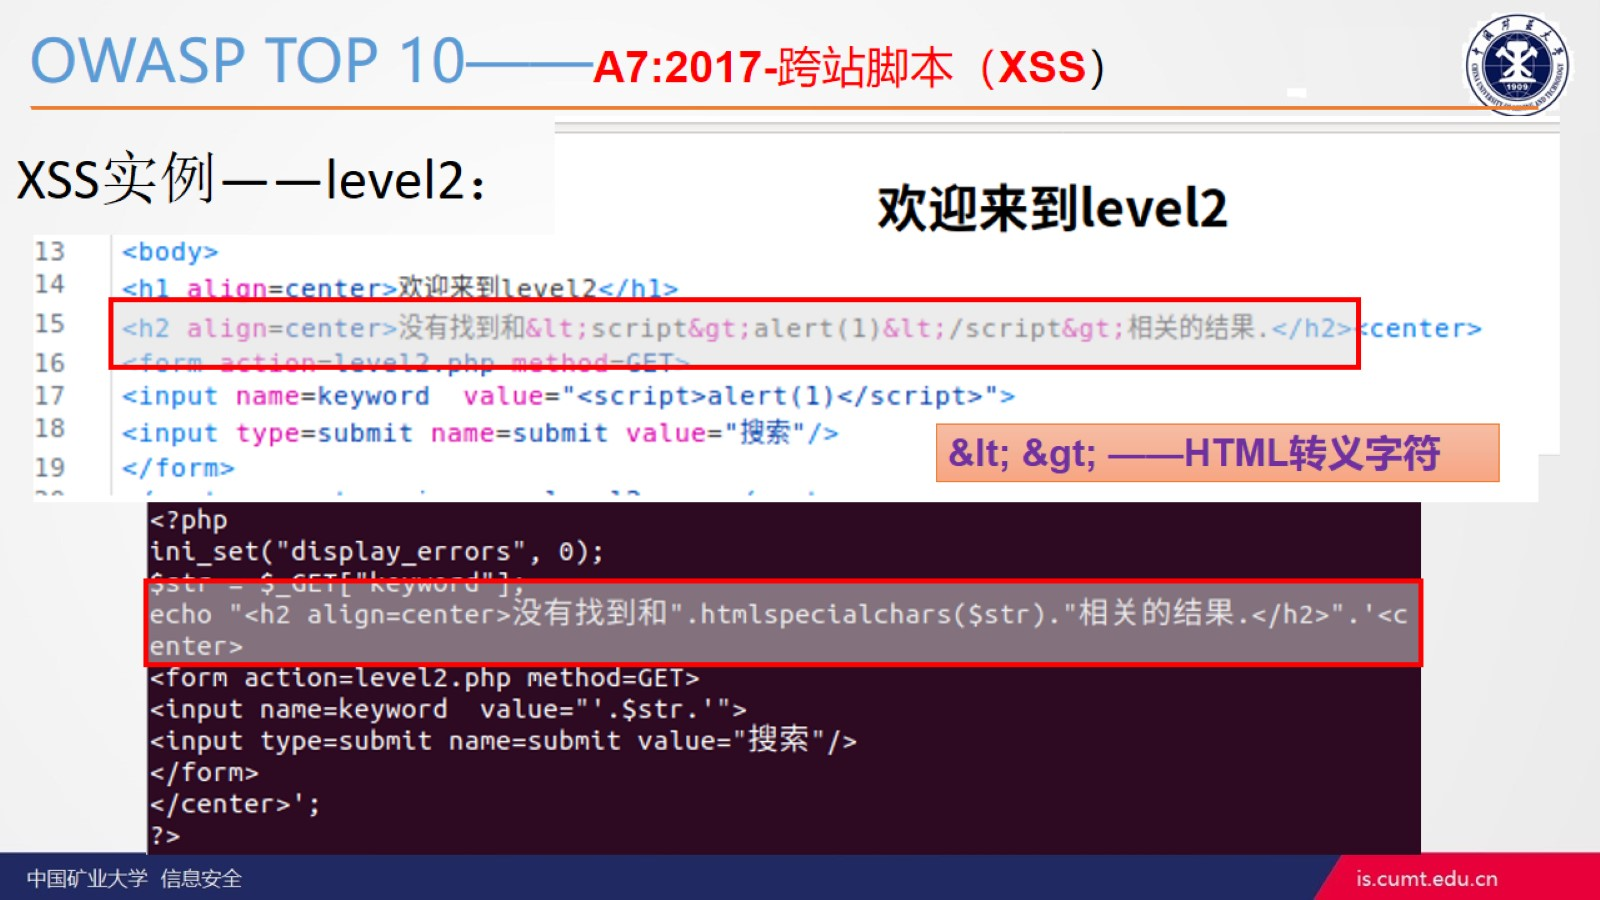 OWASP TOP 10——A7:2017-跨站脚本（XSS）
XSS实例——level2：
欢迎来到level2
13 <body>
14 <h1 align=center>欢迎来到level2</h1>
15 <h2 align=center>没有找到和&lt;script&gt;alert(1)&lt;/script&gt;相关的结果.</h2><center>
16 <form action=level2.php method=GET>
17 <input name=keyword  value="<script>alert(1)</script>">
18 <input type=submit name=submit value="搜索"/>
19 </form>
&lt; &gt; ——HTML转义字符
<?php
ini_set("display_errors", 0);
$str = $_GET["keyword"];
echo "<h2 align=center>没有找到和".htmlspecialchars($str)."相关的结果.</h2>".'<c
enter>
<form action=level2.php method=GET>
<input name=keyword  value="'.$str.'">
<input type=submit name=submit value="搜索"/>
</form>
</center>';
?>
中国矿业大学 信息安全
is.cumt.edu.cn
1909